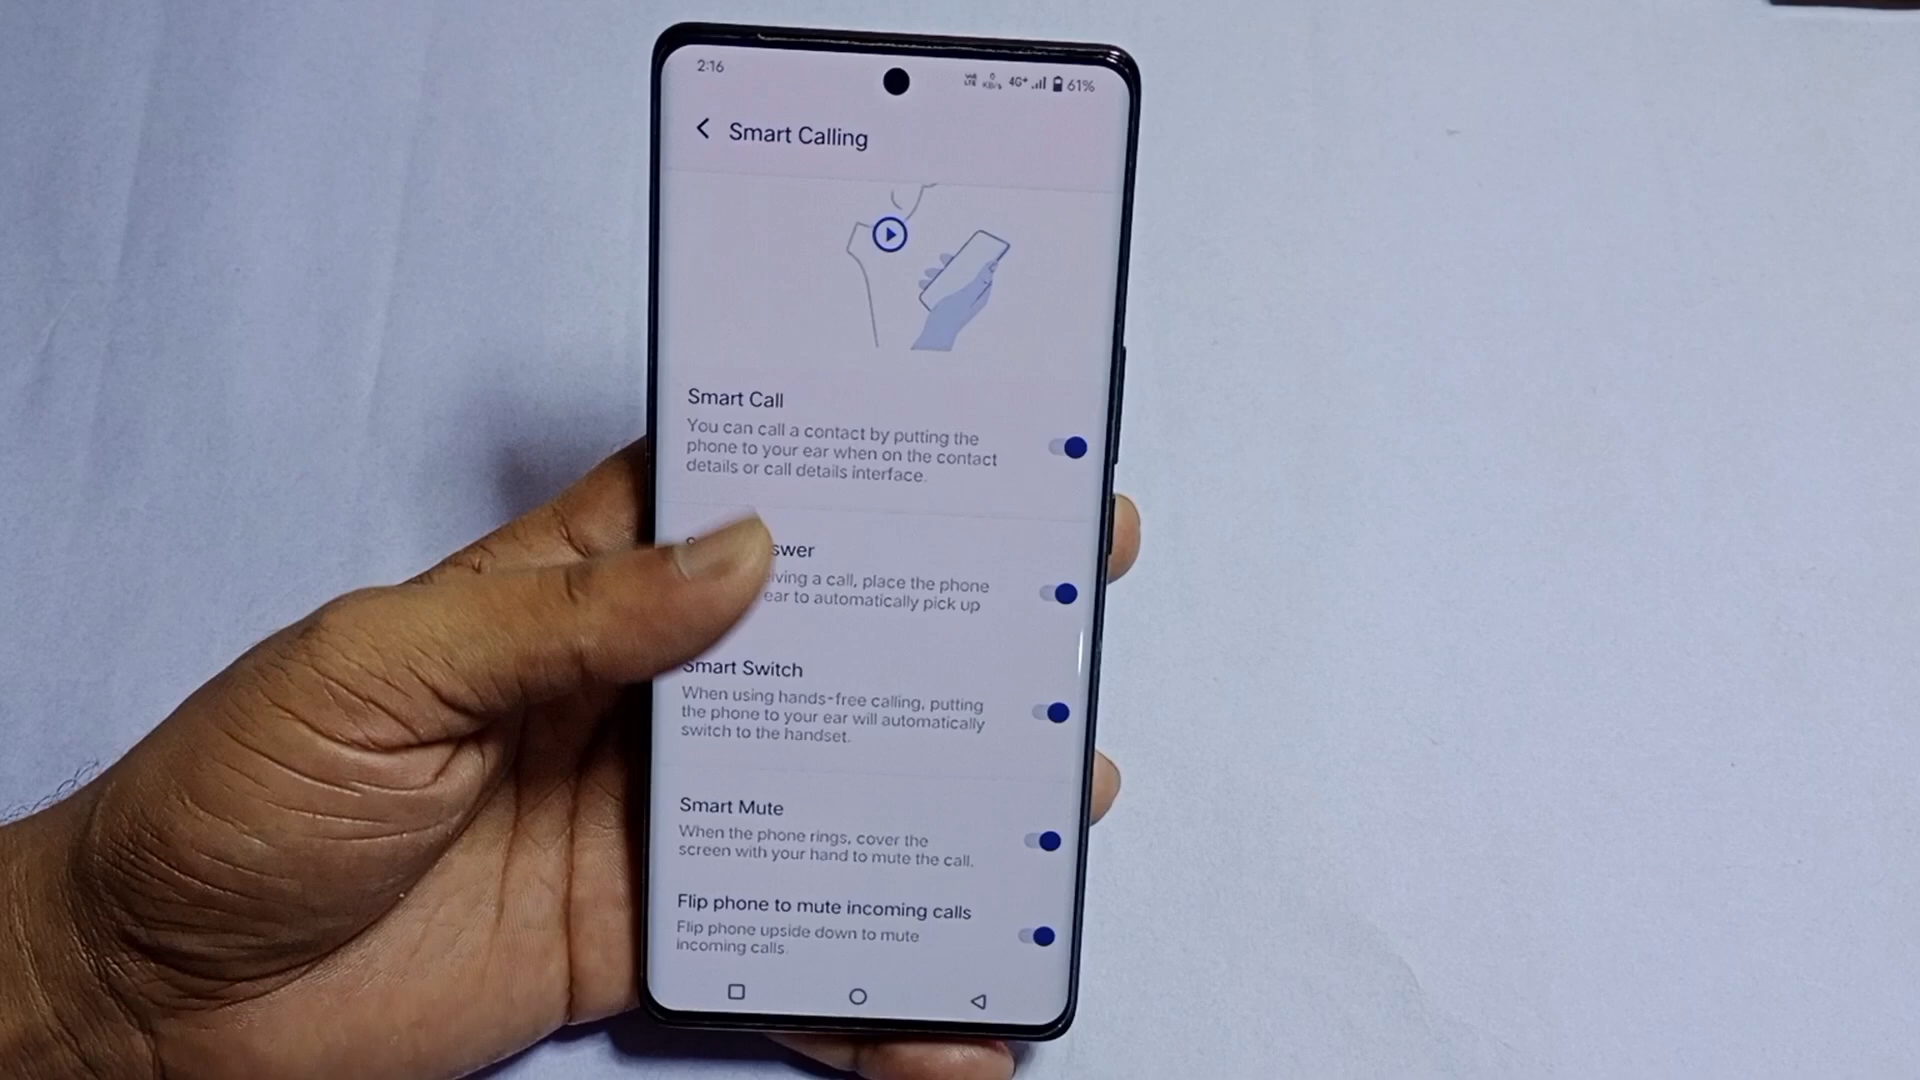 2:16
VoLTE 0 KB/s 4G+ 61%
Smart Calling
Smart Call
You can call a contact by putting the
phone to your ear when on the contact
details or call details interface.
swer
iving a call, place the phone
ear to automatically pick up
Smart Switch
When using hands-free calling, putting
the phone to your ear will automatically
switch to the handset.
Smart Mute
When the phone rings, cover the
screen with your hand to mute the call.
Flip phone to mute incoming calls
Flip phone upside down to mute
incoming calls.